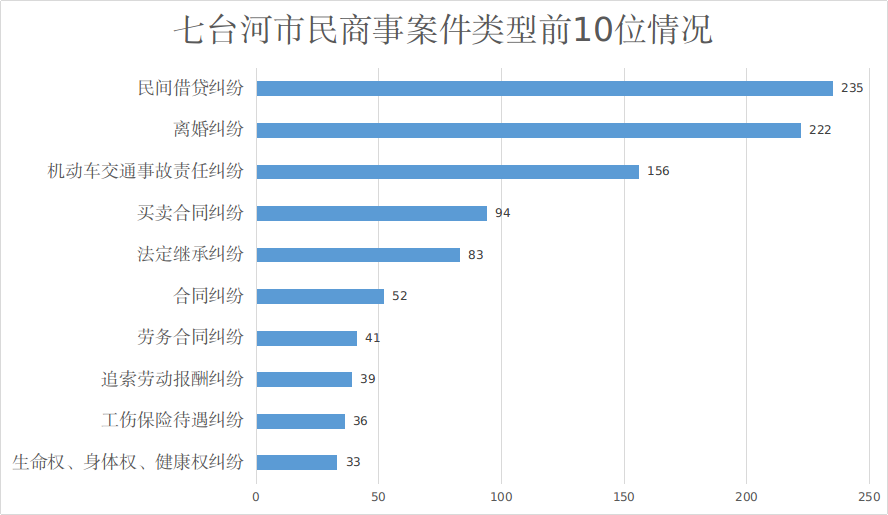 七台河市民商事案件类型前10位情况
民间借贷纠纷 235
离婚纠纷 222
机动车交通事故责任纠纷 156
买卖合同纠纷 94
法定继承纠纷 83
合同纠纷 52
劳务合同纠纷 41
追索劳动报酬纠纷 39
工伤保险待遇纠纷 36
生命权、身体权、健康权纠纷 33
0 50 100 150 200 250